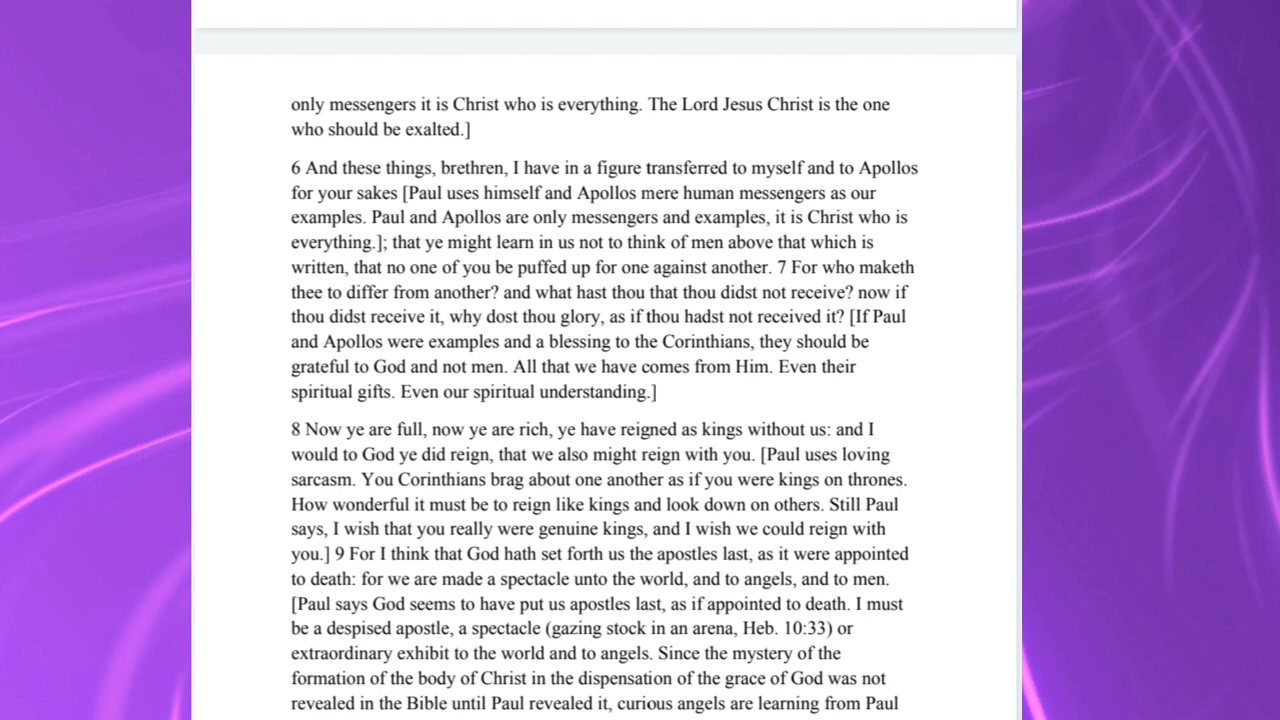 only messengers it is Christ who is everything. The Lord Jesus Christ is the one
who should be exalted.]
6 And these things, brethren, I have in a figure transferred to myself and to Apollos
for your sakes [Paul uses himself and Apollos mere human messengers as our
examples. Paul and Apollos are only messengers and examples, it is Christ who is
everything.]; that ye might learn in us not to think of men above that which is
written, that no one of you be puffed up for one against another. 7 For who maketh
thee to differ from another? and what hast thou that thou didst not receive? now if
thou didst receive it, why dost thou glory, as if thou hadst not received it? [If Paul
and Apollos were examples and a blessing to the Corinthians, they should be
grateful to God and not men. All that we have comes from Him. Even their
spiritual gifts. Even our spiritual understanding.]
8 Now ye are full, now ye are rich, ye have reigned as kings without us: and I
would to God ye did reign, that we also might reign with you. [Paul uses loving
sarcasm. You Corinthians brag about one another as if you were kings on thrones.
How wonderful it must be to reign like kings and look down on others. Still Paul
says, I wish that you really were genuine kings, and I wish we could reign with
you.] 9 For I think that God hath set forth us the apostles last, as it were appointed
to death: for we are made a spectacle unto the world, and to angels, and to men.
[Paul says God seems to have put us apostles last, as if appointed to death. I must
be a despised apostle, a spectacle (gazing stock in an arena, Heb. 10:33) or
extraordinary exhibit to the world and to angels. Since the mystery of the
formation of the body of Christ in the dispensation of the grace of God was not
revealed in the Bible until Paul revealed it, curious angels are learning from Paul